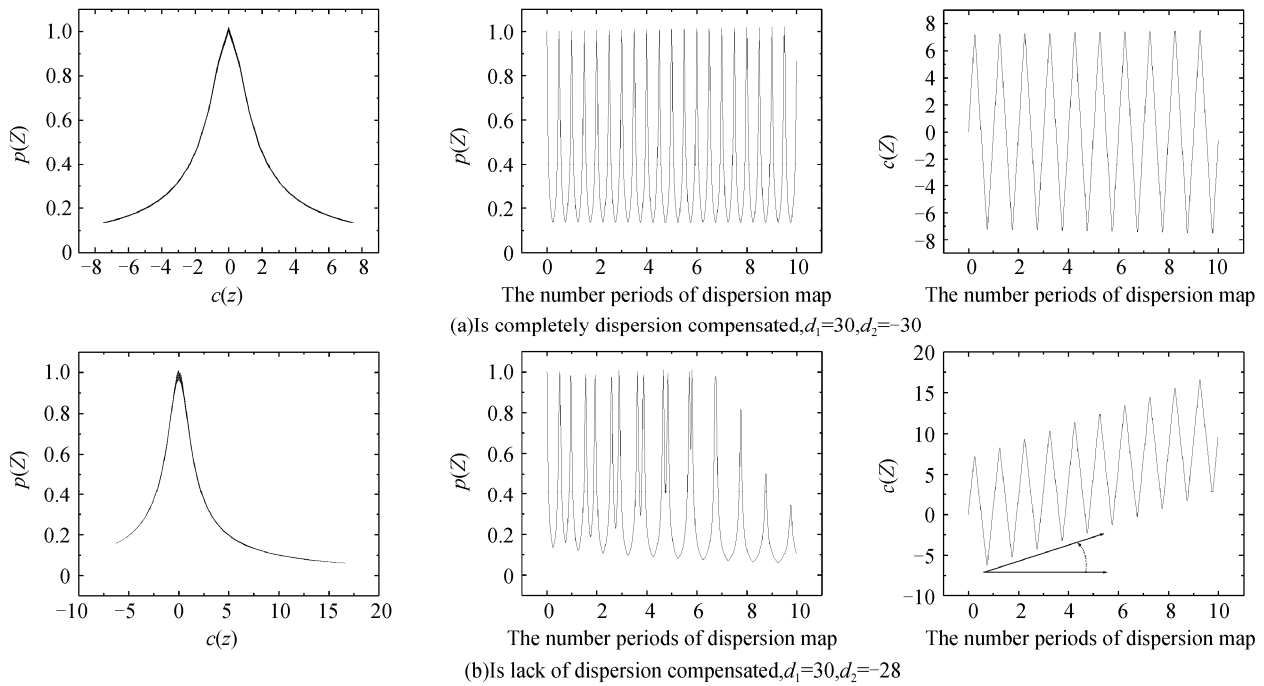 1.0
0.8
0.6
0.4
0.2
0
p(Z)
−8 −6 −4 −2 0 2 4 6 8
c(z)
1.0
0.8
0.6
0.4
0.2
0
p(Z)
0 2 4 6 8 10
The number periods of dispersion map
8
6
4
2
0
−2
−4
−6
−8
c(Z)
0 2 4 6 8 10
The number periods of dispersion map
(a)Is completely dispersion compensated,d₁=30,d₂=−30
1.0
0.8
0.6
0.4
0.2
0
p(Z)
−10 −5 0 5 10 15 20
c(z)
1.0
0.8
0.6
0.4
0.2
0
p(Z)
0 2 4 6 8 10
The number periods of dispersion map
20
15
10
5
0
−5
−10
c(Z)
0 2 4 6 8 10
The number periods of dispersion map
(b)Is lack of dispersion compensated,d₁=30,d₂=−28